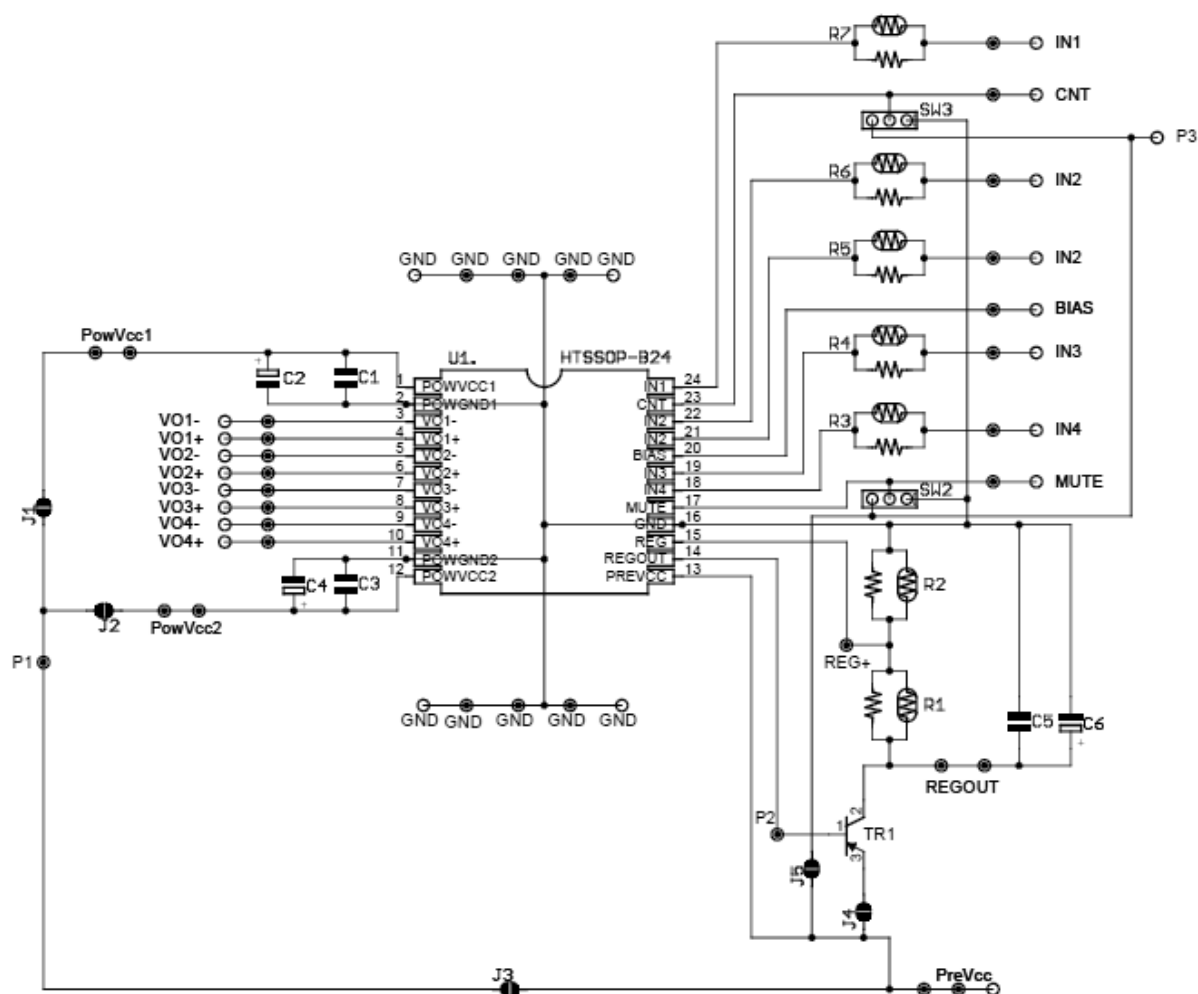 R7
IN1
CNT
SW3
P3
R6
IN2
GND GND GND GND GND
R5
IN2
BIAS
PowVcc1
U1.
HTSSOP-B24
R4
IN3
+
C2
C1
1
POWVCC1
IN1
24
2
POWGND1
CNT
23
VO1-
3
VO1-
IN2
22
R3
IN4
VO1+
4
VO1+
IN2
21
VO2-
5
VO2-
BIAS
20
VO2+
6
VO2+
IN3
19
VO3-
7
VO3-
IN4
18
MUTE
SW2
J1
VO3+
8
VO3+
MUTE
17
VO4-
9
VO4-
GND
16
VO4+
10
VO4+
REG
15
11
POWGND2
REGOUT
14
C4
C3
12
POWVCC2
PREVCC
13
+
R2
J2
PowVcc2
P1
REG+
R1
GND GND GND GND GND
C5
C6
+
REGOUT
2
P2
1
TR1
3
J5
J4
J3
PreVcc